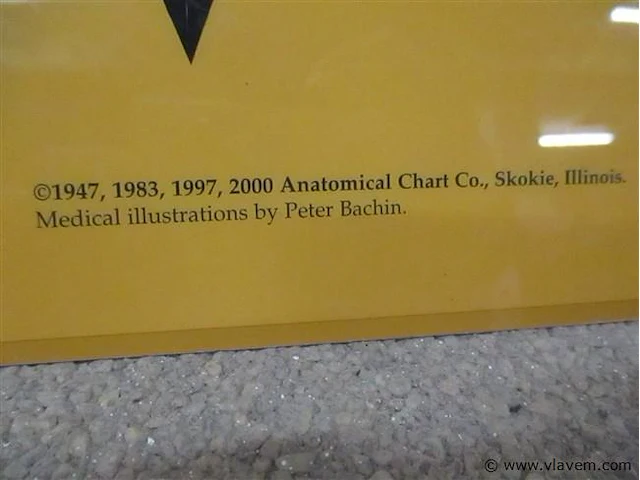 ©1947, 1983, 1997, 2000 Anatomical Chart Co., Skokie, Illinois.
Medical illustrations by Peter Bachin.
© www.vlavem.com